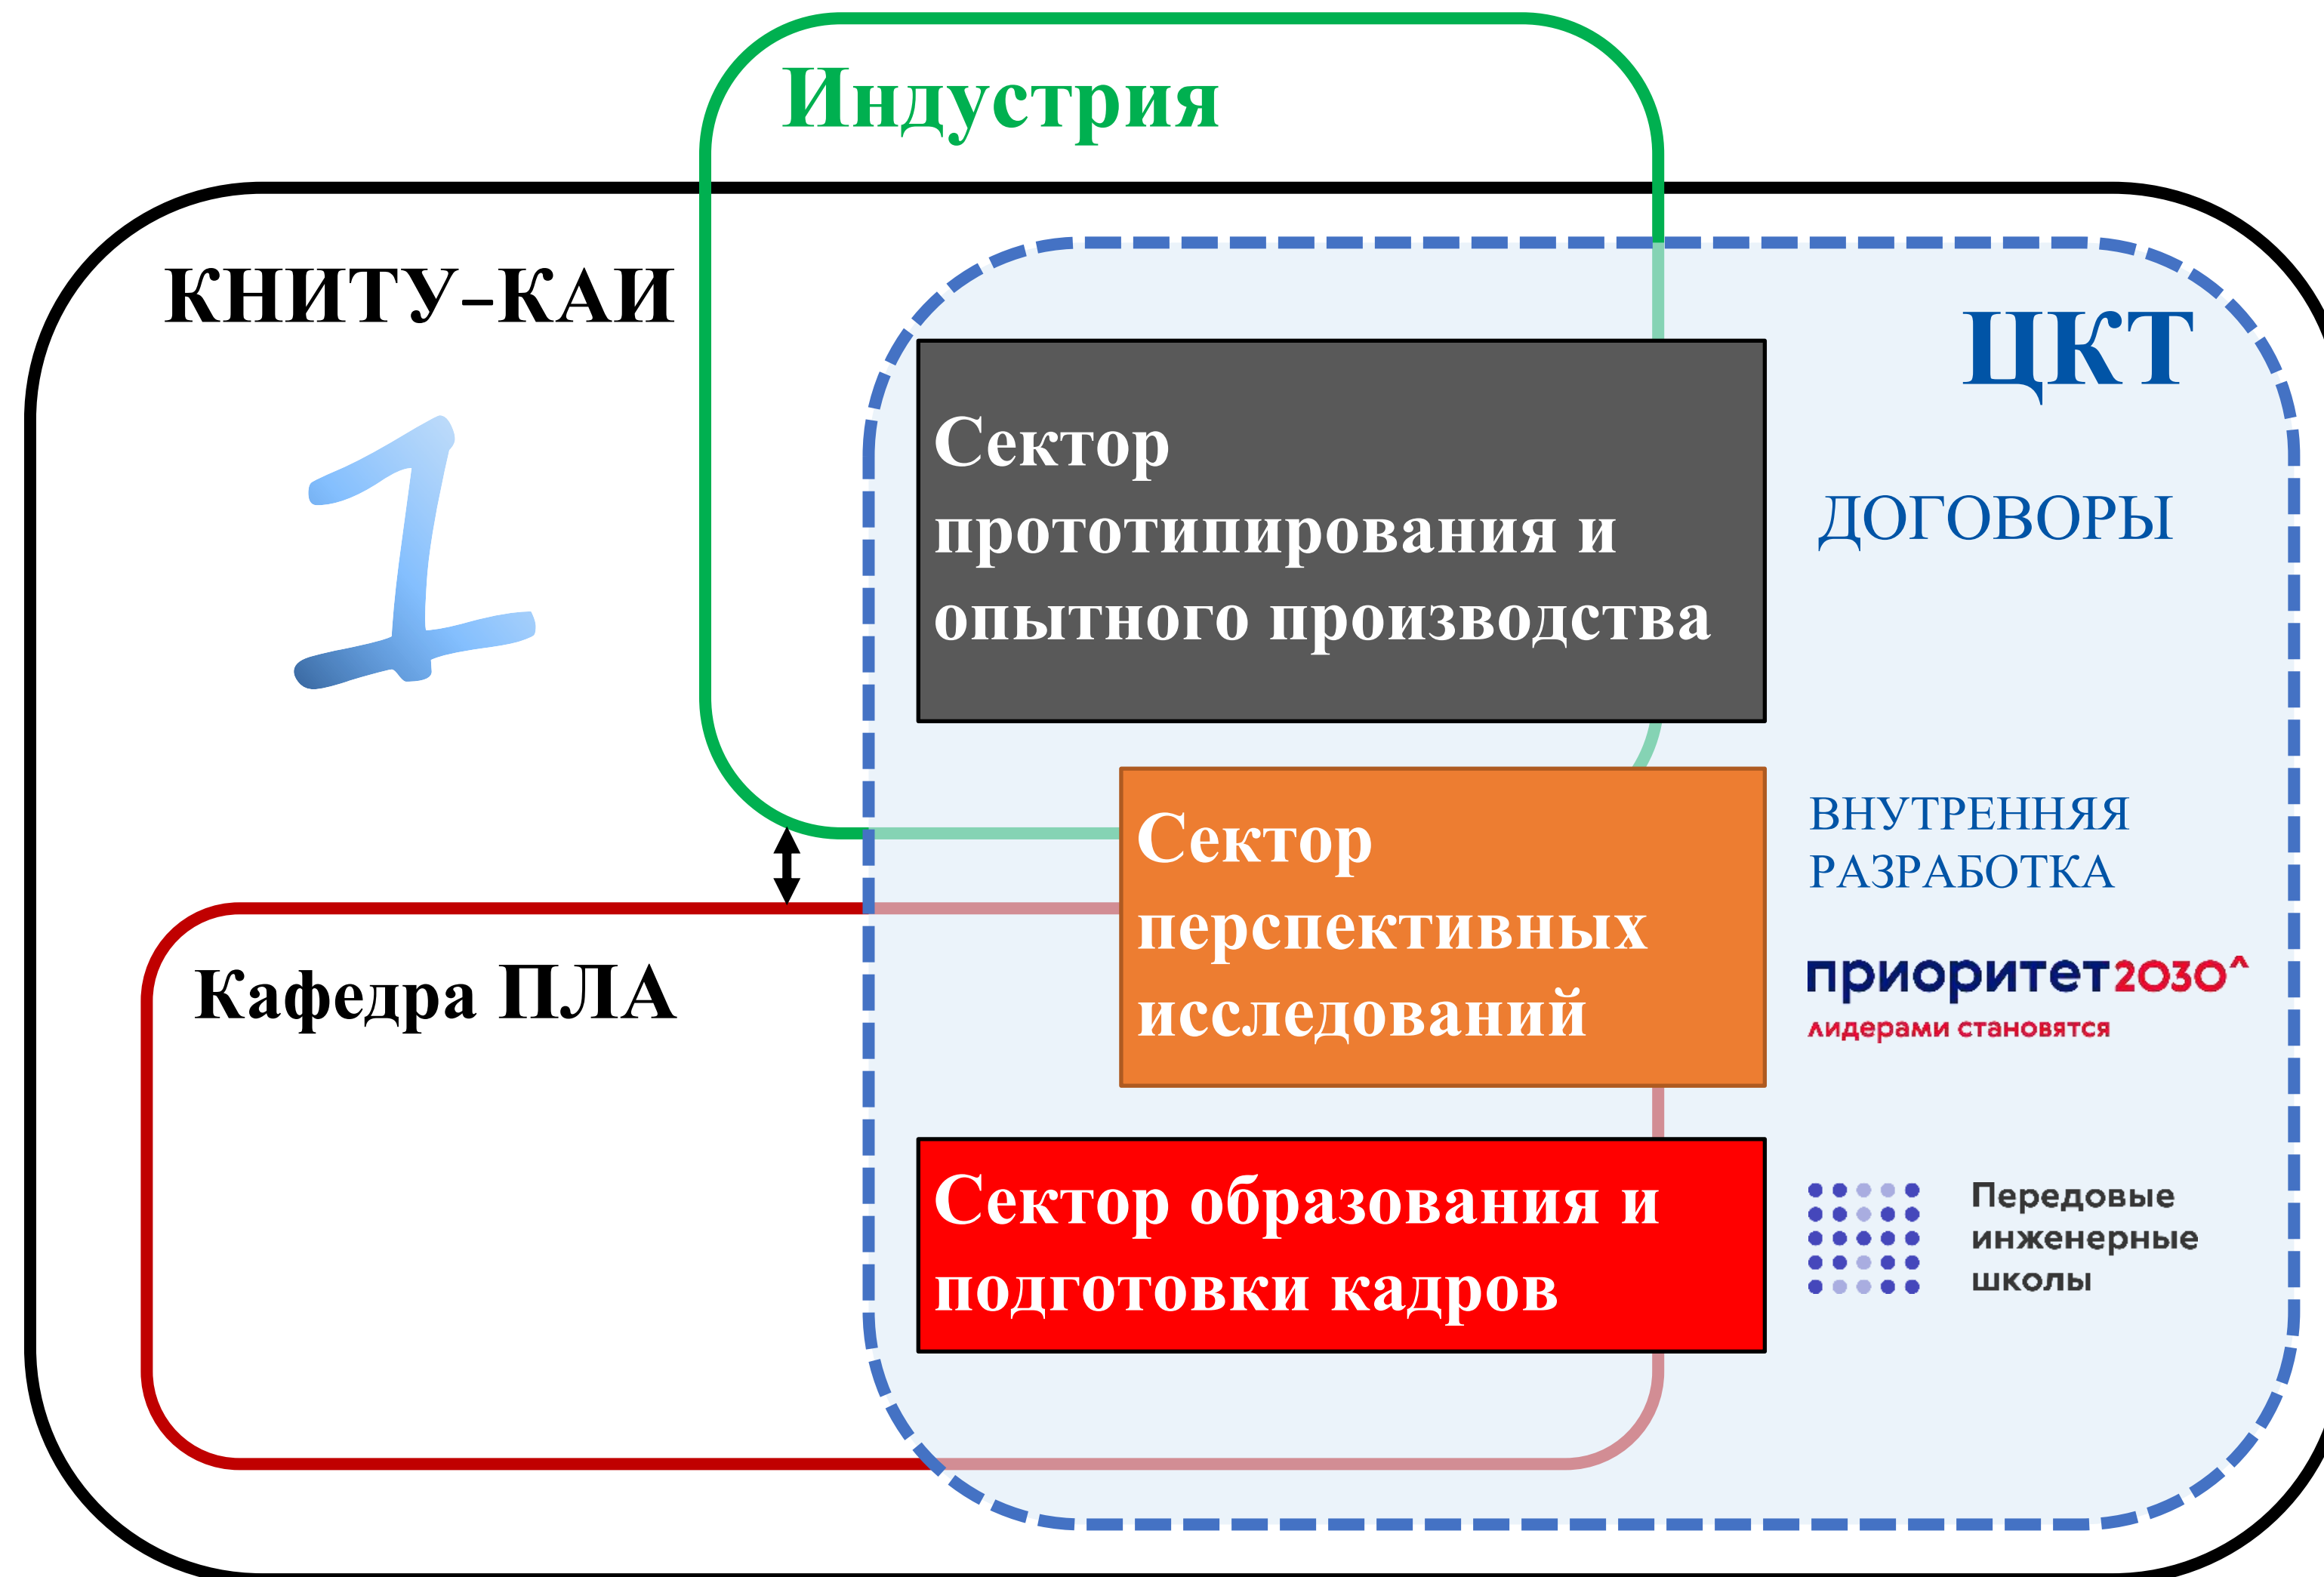 Индустрия
КНИТУ-КАИ
1
ЦКТ
Сектор
прототипирования и
опытного производства
ДОГОВОРЫ
Сектор
перспективных
исследований
ВНУТРЕННЯЯ
РАЗРАБОТКА
приоритет2030^
лидерами становятся
Кафедра ПЛА
Сектор образования и
подготовки кадров
Передовые
инженерные
школы